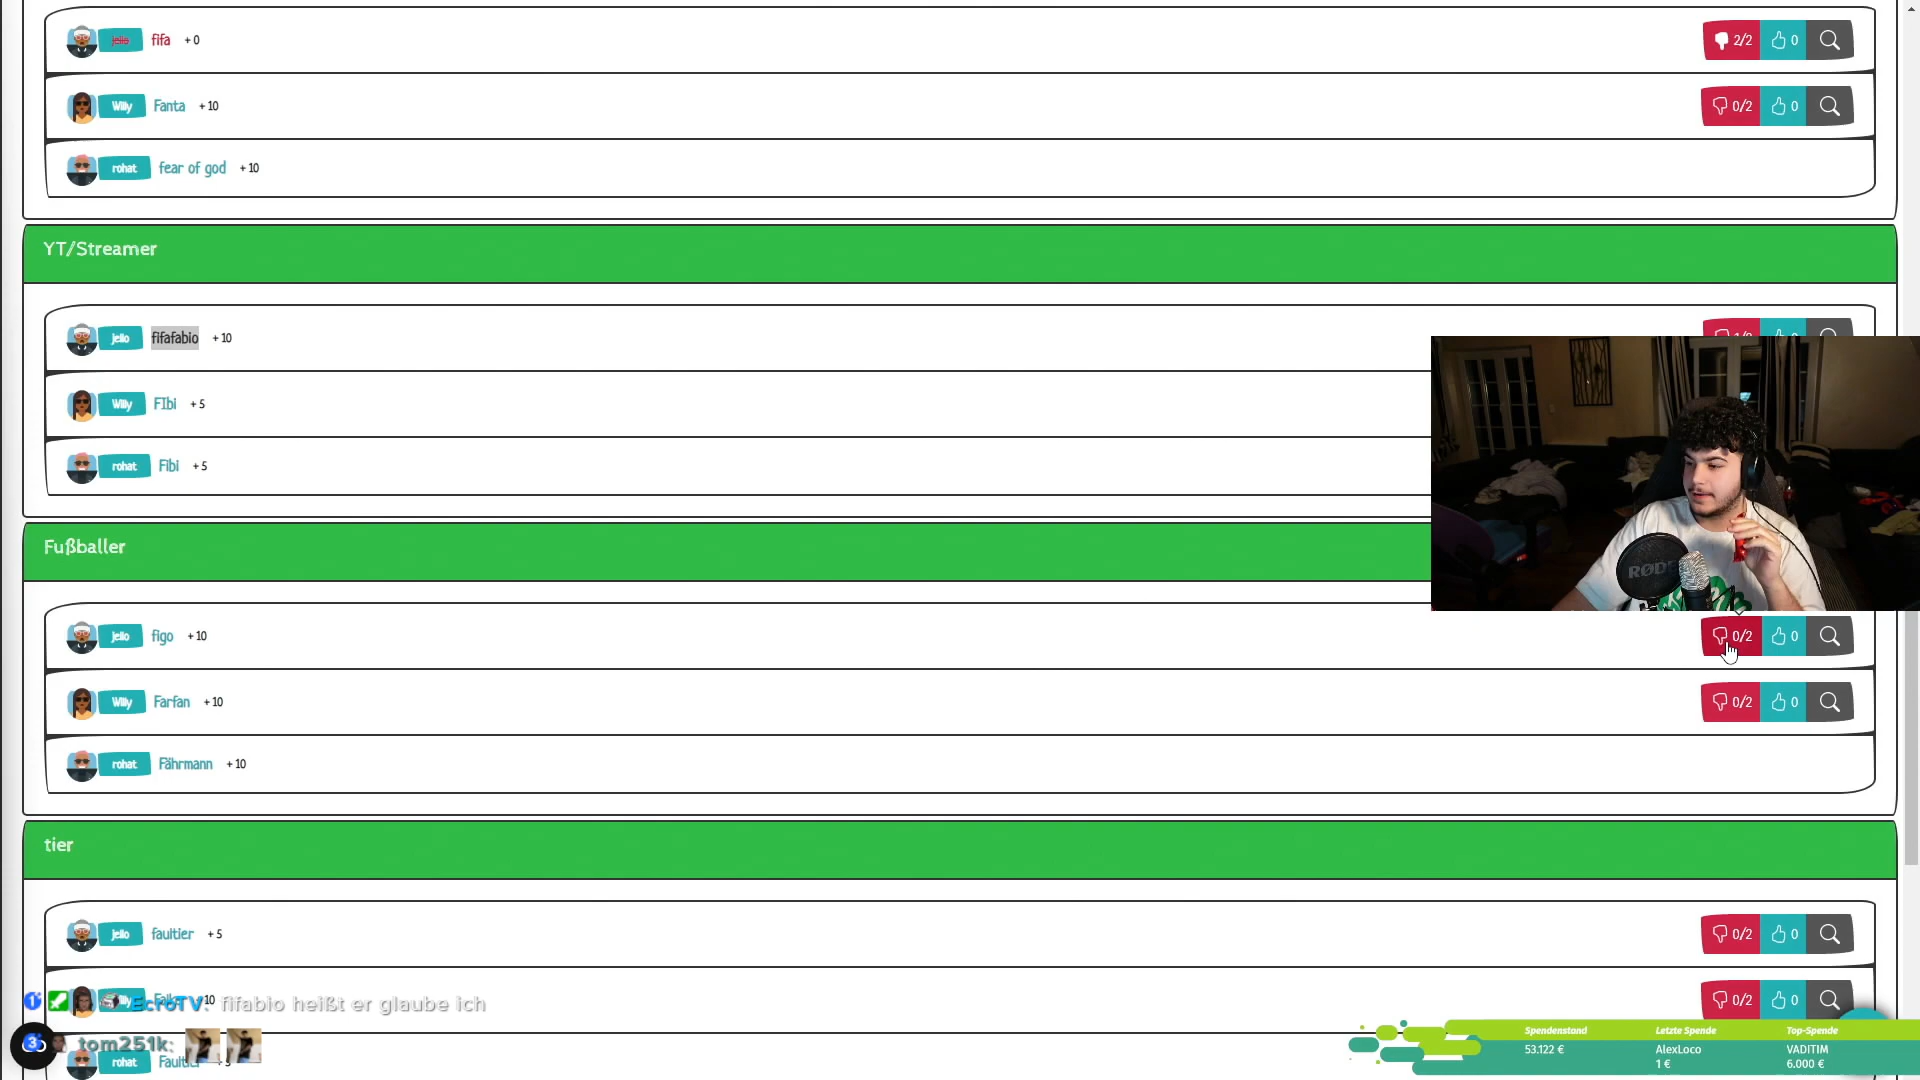 jello fifa +0 2/2 0
Willy Fanta +10 0/2 0
rohat fear of god +10
YT/Streamer
jello fifafabio +10
Willy FIbi +5
rohat FIbi +5
RØDE
Fußballer
jello figo +10 0/2 0
Willy Farfan +10 0/2 0
rohat Fährmann +10
tier
jello faultier +5 0/2 0
+10 0/2 0
EcroTV: fifabio heißt er glaube ich
tom251k:
rohat
Spendenstand Letzte Spende Top-Spende
53.122 € AlexLoco VADITIM
1 € 6.000 €